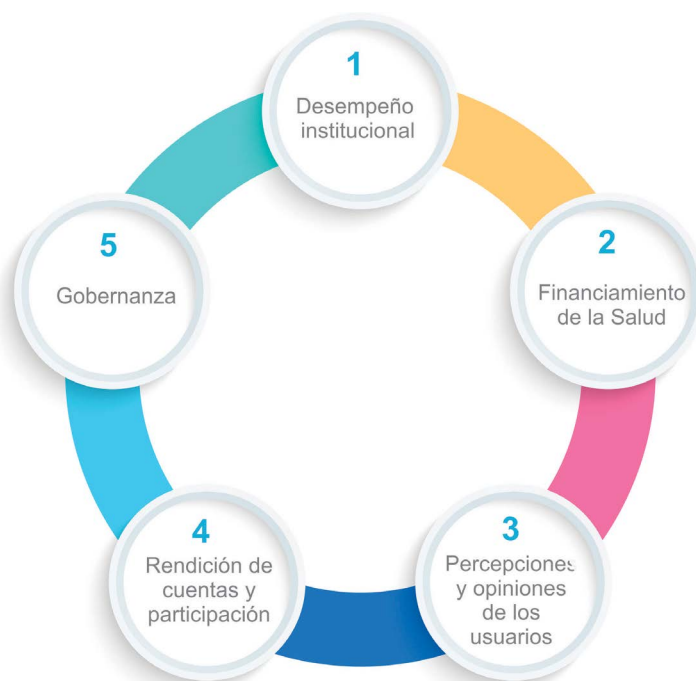 1
Desempeño
institucional
2
Financiamiento
de la Salud
3
Percepciones
y opiniones
de los
usuarios
4
Rendición de
cuentas y
participación
5
Gobernanza